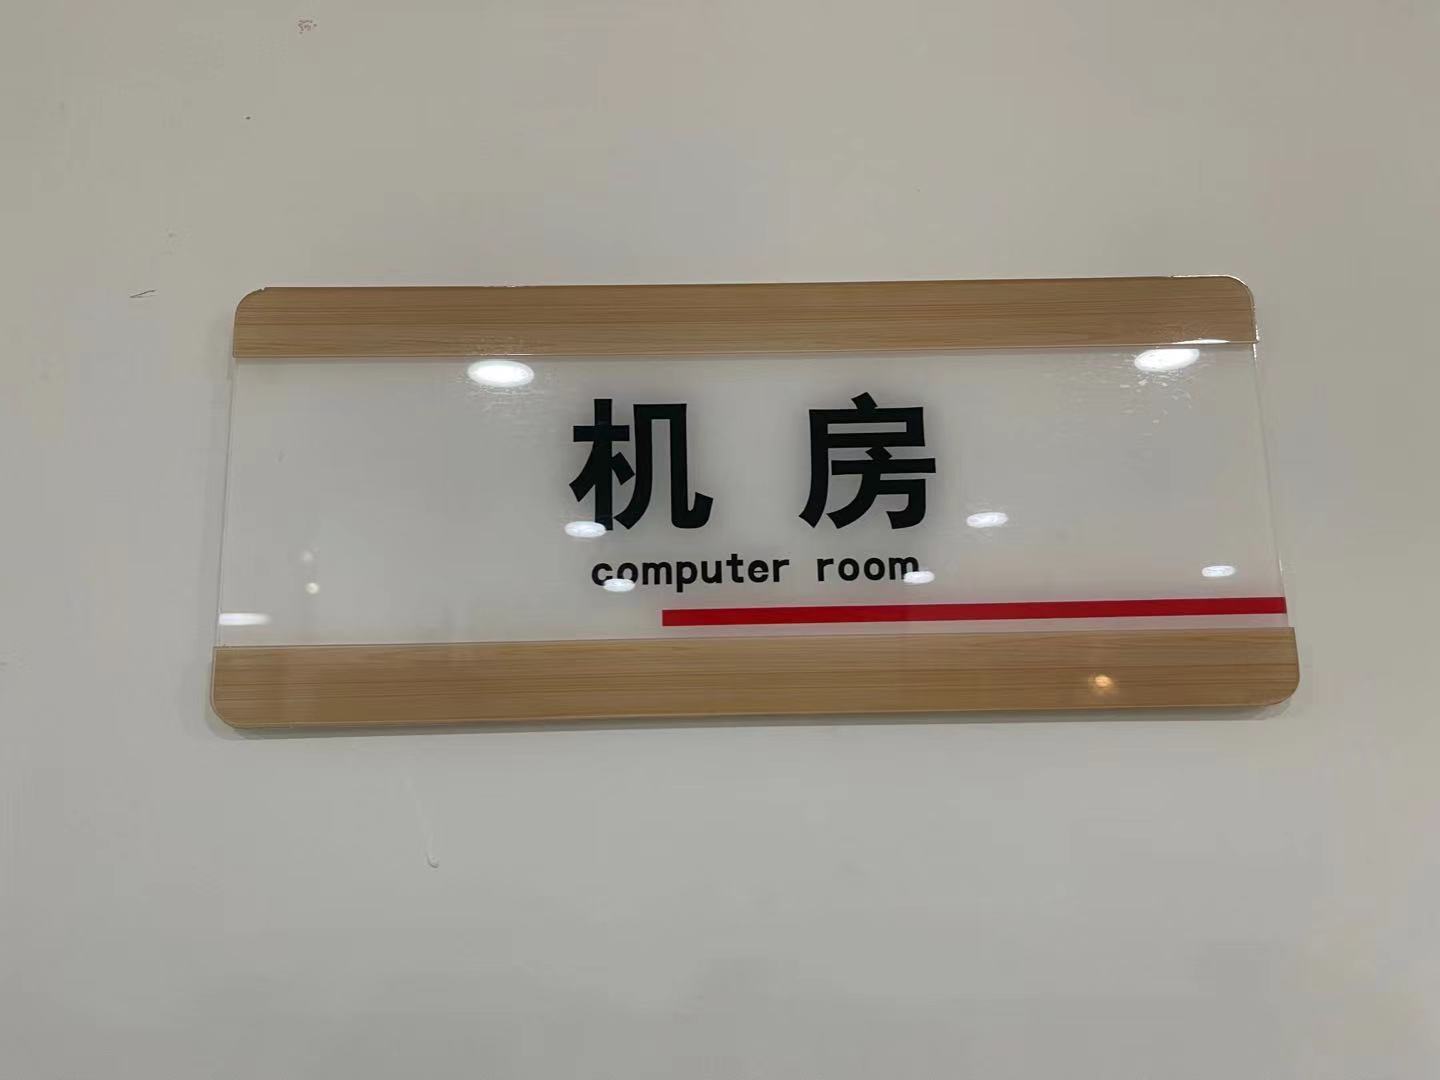 机房
computer room